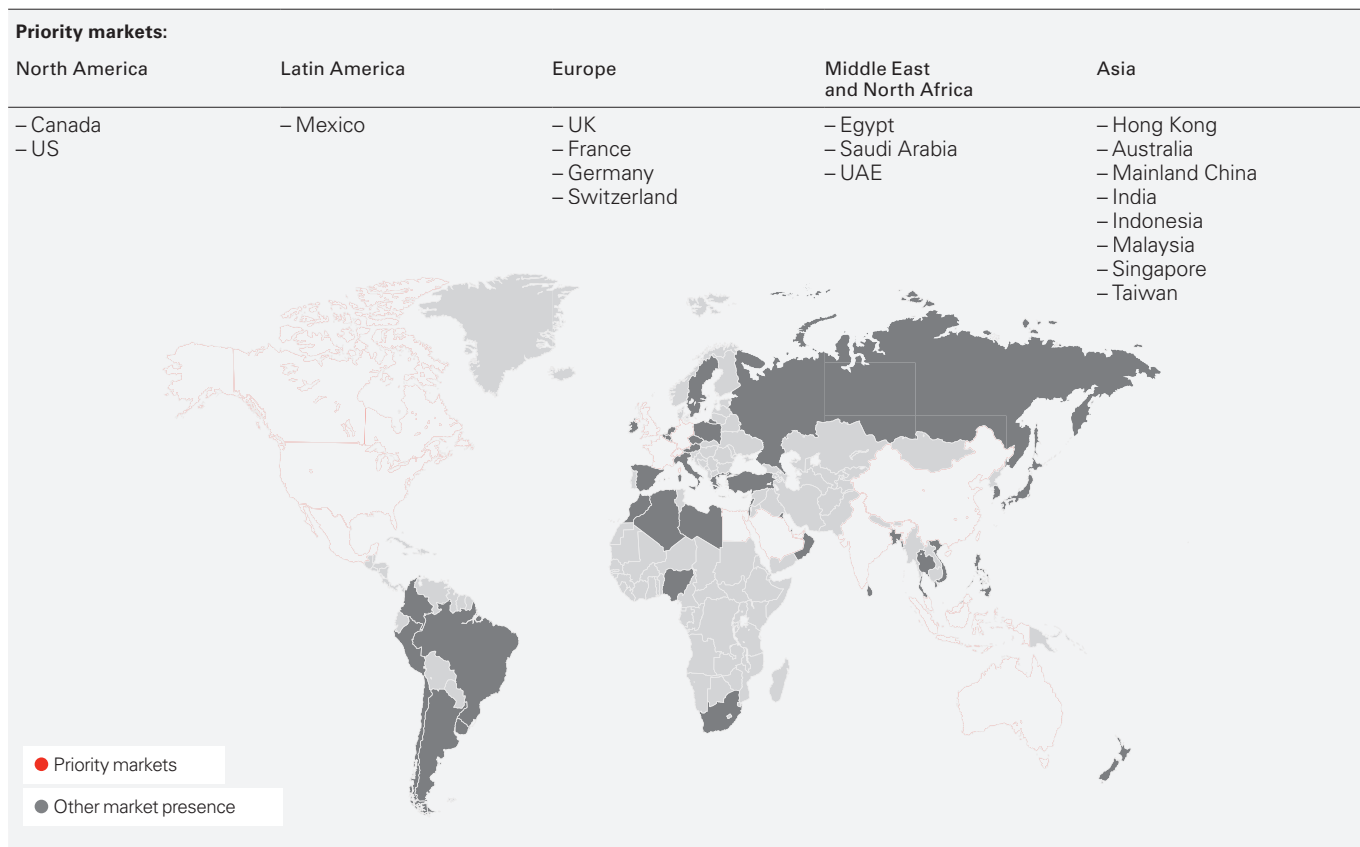 Priority markets:
North America
Latin America
Europe
Middle East
and North Africa
Asia
– Canada
– US
– Mexico
– UK
– France
– Germany
– Switzerland
– Egypt
– Saudi Arabia
– UAE
– Hong Kong
– Australia
– Mainland China
– India
– Indonesia
– Malaysia
– Singapore
– Taiwan
Priority markets
Other market presence